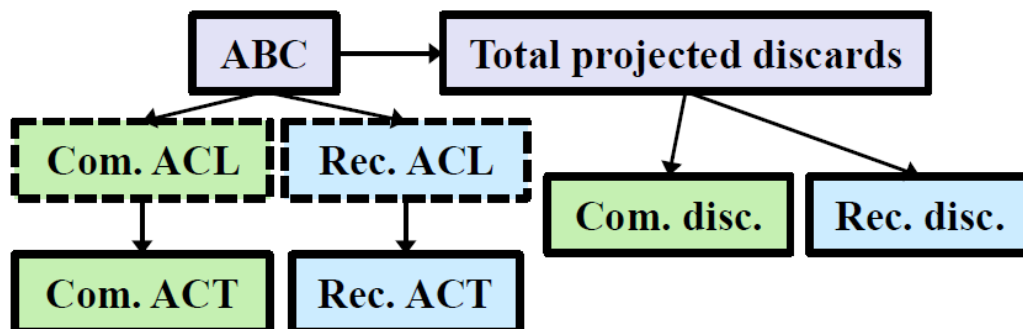 ABC
Total projected discards
Com. ACL
Rec. ACL
Com. disc.
Rec. disc.
Com. ACT
Rec. ACT